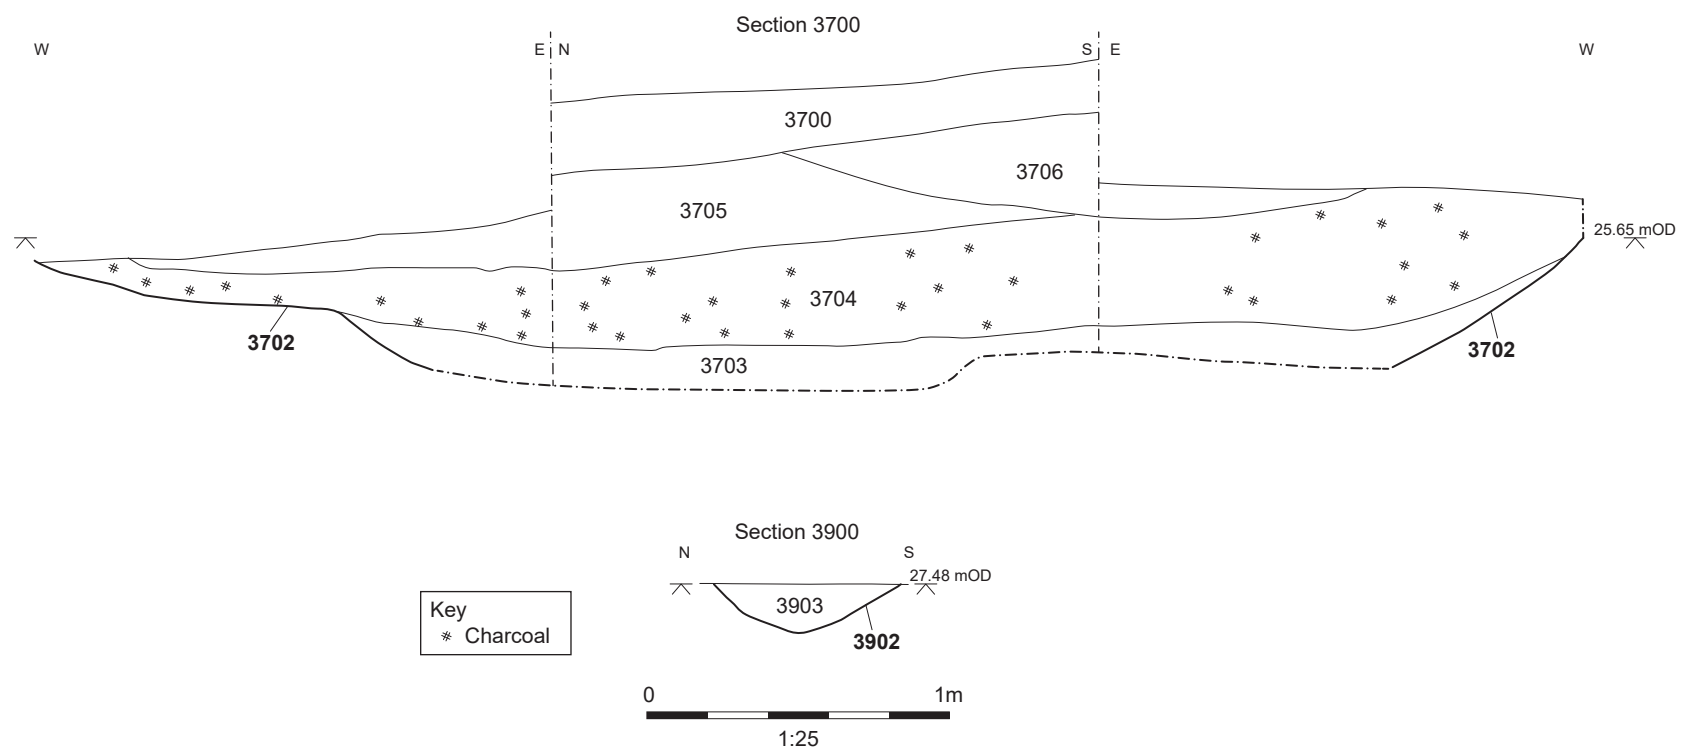 Section 3700
W
E
N
S
E
W
3700
3706
3705
25.65 mOD
3704
3702
3702
3703
Section 3900
N
S
27.48 mOD
3903
3902
Key
Charcoal
0
1m
1:25